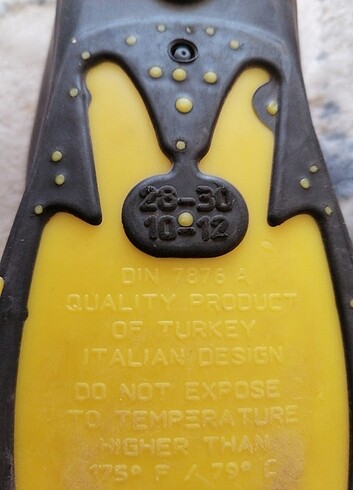 28-30
10-12
DIN 7876 A
QUALITY PRODUCT
OF TURKEY
ITALIAN DESIGN
DO NOT EXPOSE
TO TEMPERATURE
HIGHER THAN
175° F / 79° C